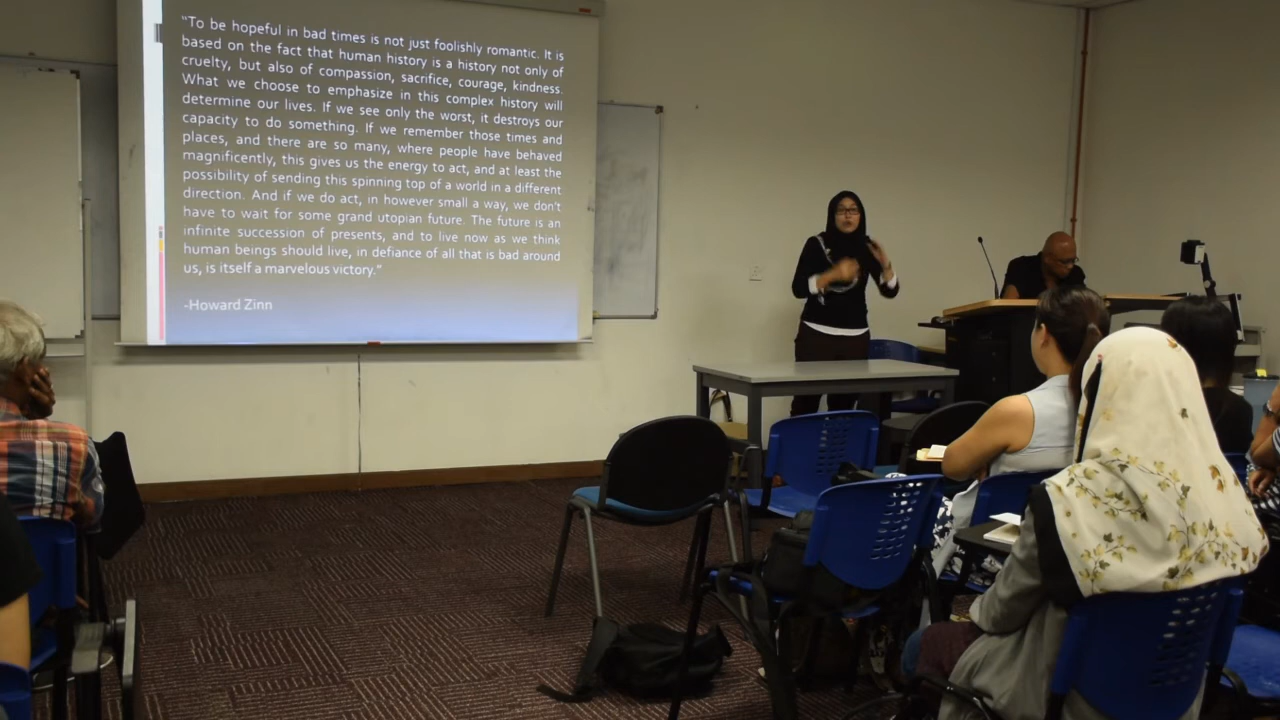 “To be hopeful in bad times is not just foolishly romantic. It is
based on the fact that human history is a history not only of
cruelty, but also of compassion, sacrifice, courage, kindness.
What we choose to emphasize in this complex history will
determine our lives. If we see only the worst, it destroys our
capacity to do something. If we remember those times and
places, and there are so many, where people have behaved
magnificently, this gives us the energy to act, and at least the
possibility of sending this spinning top of a world in a different
direction. And if we do act, in however small a way, we don’t
have to wait for some grand utopian future. The future is an
infinite succession of presents, and to live now as we think
human beings should live, in defiance of all that is bad around
us, is itself a marvelous victory.”
-Howard Zinn